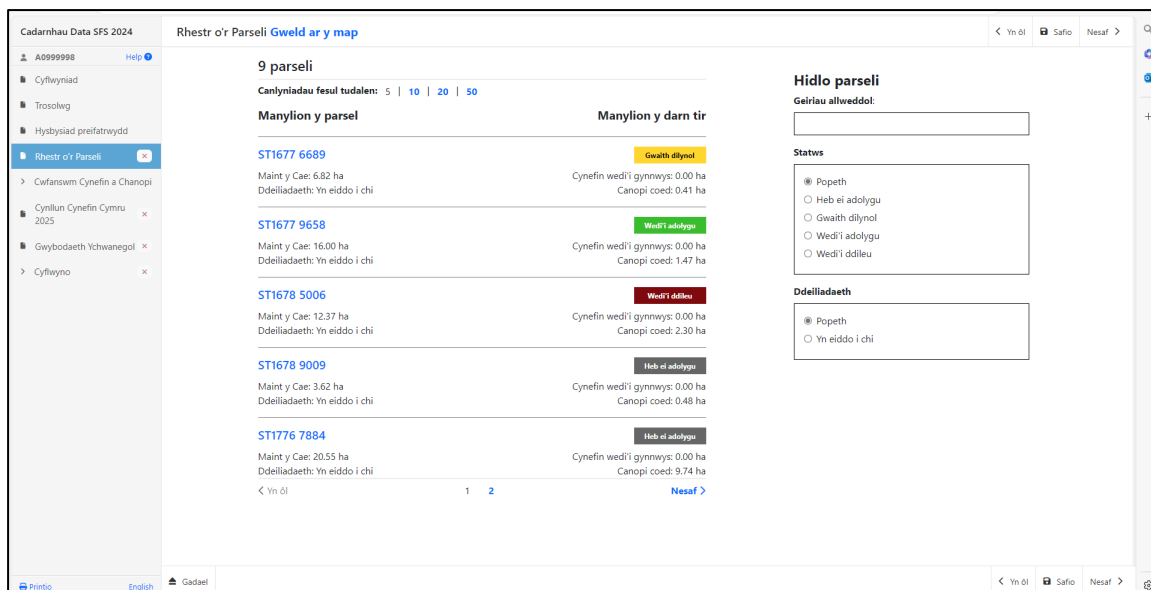 Cadarnhau Data SFS 2024
A0999998 Help ?
Cyflwyniad
Trosolwg
Hysbysiad preifatrwydd
Rhestr o'r Parseli ×
Cwfanswm Cynefin a Chanopi
Cynllun Cynefin Cymru
2025 ×
Gwybodaeth Ychwanegol ×
Cyflwyno ×
Printio English
Rhestr o'r Parseli Gweld ar y map
Yn ôl Safio Nesaf
9 parseli
Canlyniadau fesul tudalen: 5 | 10 | 20 | 50
Manylion y parsel Manylion y darn tir
ST1677 6689 Gwaith dilynol
Maint y Cae: 6.82 ha Cynefin wedi'i gynnwys: 0.00 ha
Ddeiliadaeth: Yn eiddo i chi Canopi coed: 0.41 ha
ST1677 9658 Wedi'i adolygu
Maint y Cae: 16.00 ha Cynefin wedi'i gynnwys: 0.00 ha
Ddeiliadaeth: Yn eiddo i chi Canopi coed: 1.47 ha
ST1678 5006 Wedi'i ddileu
Maint y Cae: 12.37 ha Cynefin wedi'i gynnwys: 0.00 ha
Ddeiliadaeth: Yn eiddo i chi Canopi coed: 2.30 ha
ST1678 9009 Heb ei adolygu
Maint y Cae: 3.62 ha Cynefin wedi'i gynnwys: 0.00 ha
Ddeiliadaeth: Yn eiddo i chi Canopi coed: 0.48 ha
ST1776 7884 Heb ei adolygu
Maint y Cae: 20.55 ha Cynefin wedi'i gynnwys: 0.00 ha
Ddeiliadaeth: Yn eiddo i chi Canopi coed: 9.74 ha
Yn ôl 1 2 Nesaf
Hidlo parseli
Geiriau allweddol:
Statws
Popeth
Heb ei adolygu
Gwaith dilynol
Wedi'i adolygu
Wedi'i ddileu
Ddeiliadaeth
Popeth
Yn eiddo i chi
Gadael
Yn ôl Safio Nesaf